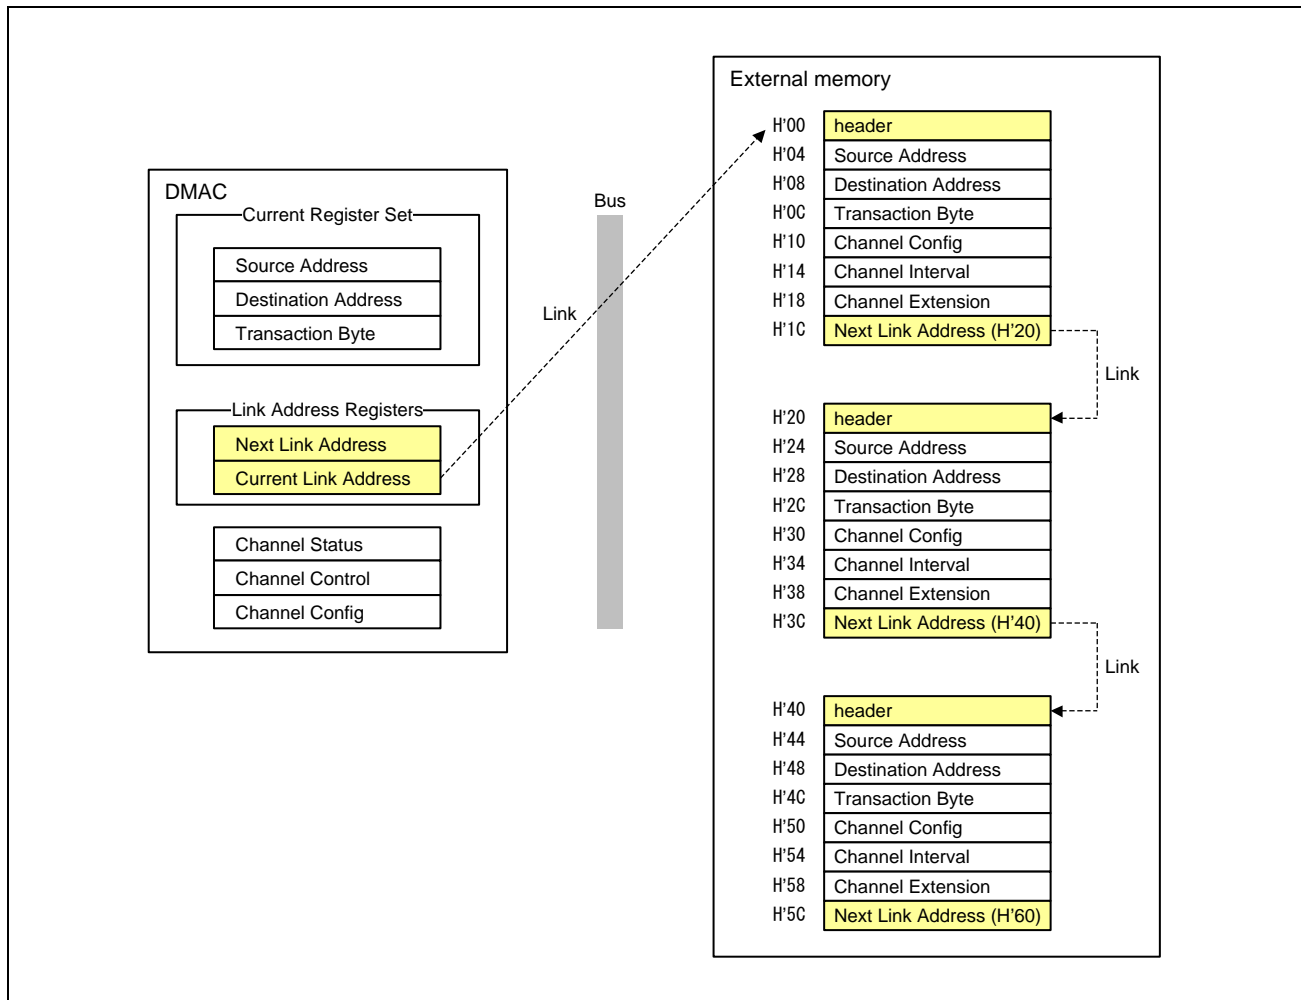 DMAC
Current Register Set
Source Address
Destination Address
Transaction Byte
Link Address Registers
Next Link Address
Current Link Address
Channel Status
Channel Control
Channel Config
Bus
Link
External memory
H'00 header
H'04 Source Address
H'08 Destination Address
H'0C Transaction Byte
H'10 Channel Config
H'14 Channel Interval
H'18 Channel Extension
H'1C Next Link Address (H'20)
Link
H'20 header
H'24 Source Address
H'28 Destination Address
H'2C Transaction Byte
H'30 Channel Config
H'34 Channel Interval
H'38 Channel Extension
H'3C Next Link Address (H'40)
Link
H'40 header
H'44 Source Address
H'48 Destination Address
H'4C Transaction Byte
H'50 Channel Config
H'54 Channel Interval
H'58 Channel Extension
H'5C Next Link Address (H'60)